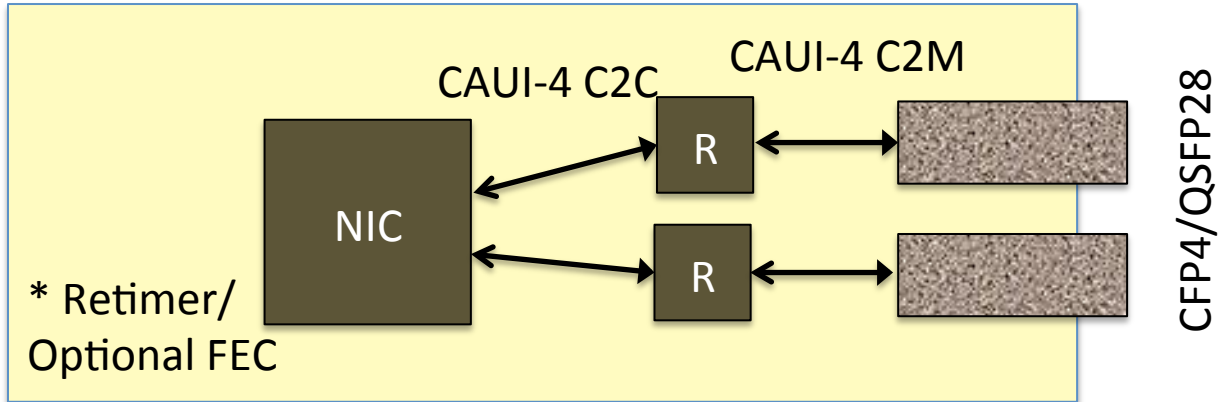 CAUI-4 C2M
CAUI-4 C2C
R
NIC
R
* Retimer/
Optional FEC
CFP4/QSFP28